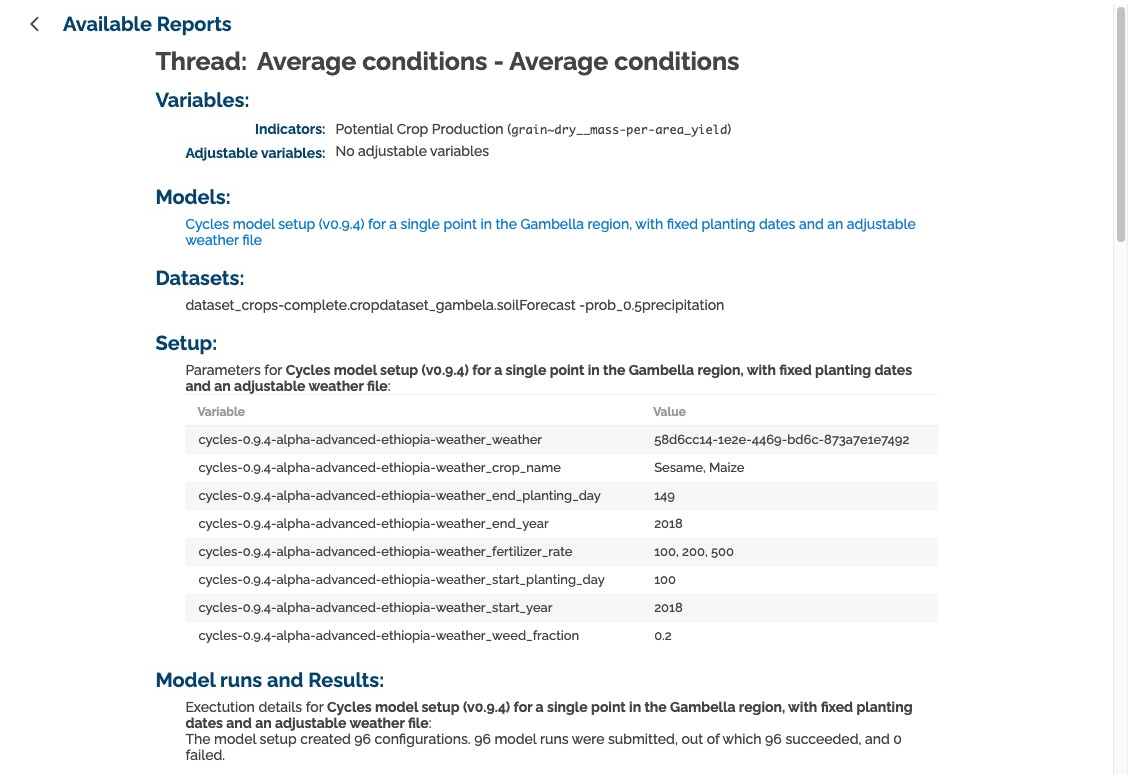 Available Reports
Thread: Average conditions - Average conditions
Variables:
Indicators: Potential Crop Production (grain~dry__mass-per-area_yield)
Adjustable variables: No adjustable variables
Models:
Cycles model setup (v0.9.4) for a single point in the Gambella region, with fixed planting dates and an adjustable
weather file
Datasets:
dataset_crops-complete.cropdataset_gambela.soilForecast -prob_0.5precipitation
Setup:
Parameters for Cycles model setup (v0.9.4) for a single point in the Gambella region, with fixed planting dates
and an adjustable weather file:
Variable Value
cycles-0.9.4-alpha-advanced-ethiopia-weather_weather 58d6cc14-1e2e-4469-bd6c-873a7e1e7492
cycles-0.9.4-alpha-advanced-ethiopia-weather_crop_name Sesame, Maize
cycles-0.9.4-alpha-advanced-ethiopia-weather_end_planting_day 149
cycles-0.9.4-alpha-advanced-ethiopia-weather_end_year 2018
cycles-0.9.4-alpha-advanced-ethiopia-weather_fertilizer_rate 100, 200, 500
cycles-0.9.4-alpha-advanced-ethiopia-weather_start_planting_day 100
cycles-0.9.4-alpha-advanced-ethiopia-weather_start_year 2018
cycles-0.9.4-alpha-advanced-ethiopia-weather_weed_fraction 0.2
Model runs and Results:
Exectution details for Cycles model setup (v0.9.4) for a single point in the Gambella region, with fixed planting
dates and an adjustable weather file:
The model setup created 96 configurations. 96 model runs were submitted, out of which 96 succeeded, and 0
failed.